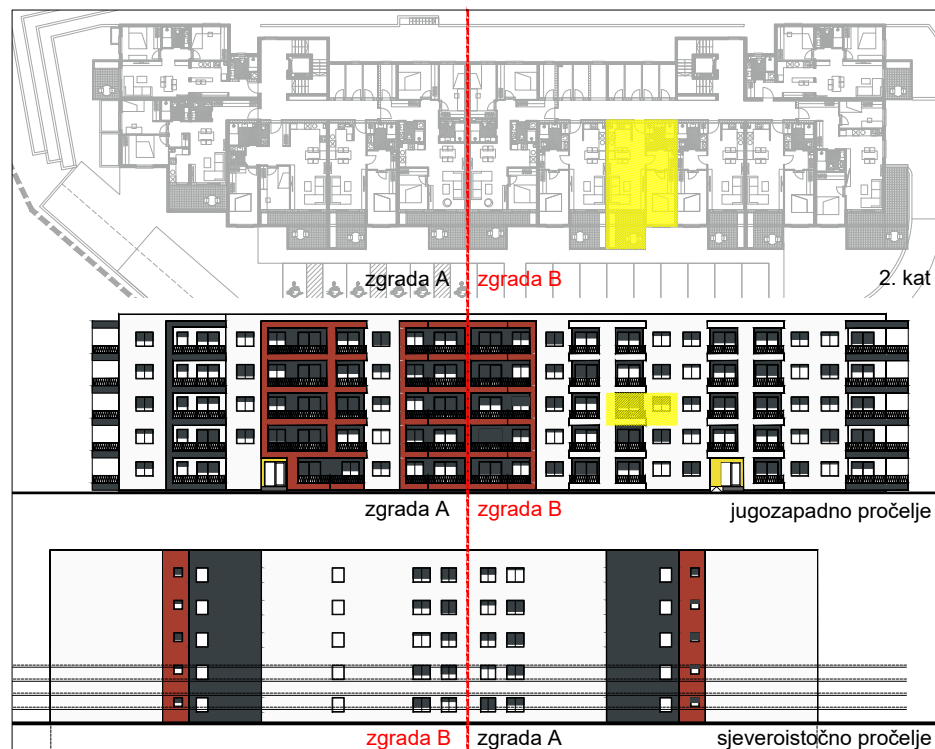 zgrada A zgrada B 2. kat
zgrada A zgrada B jugozapadno pročelje
zgrada B zgrada A sjeveroistočno pročelje